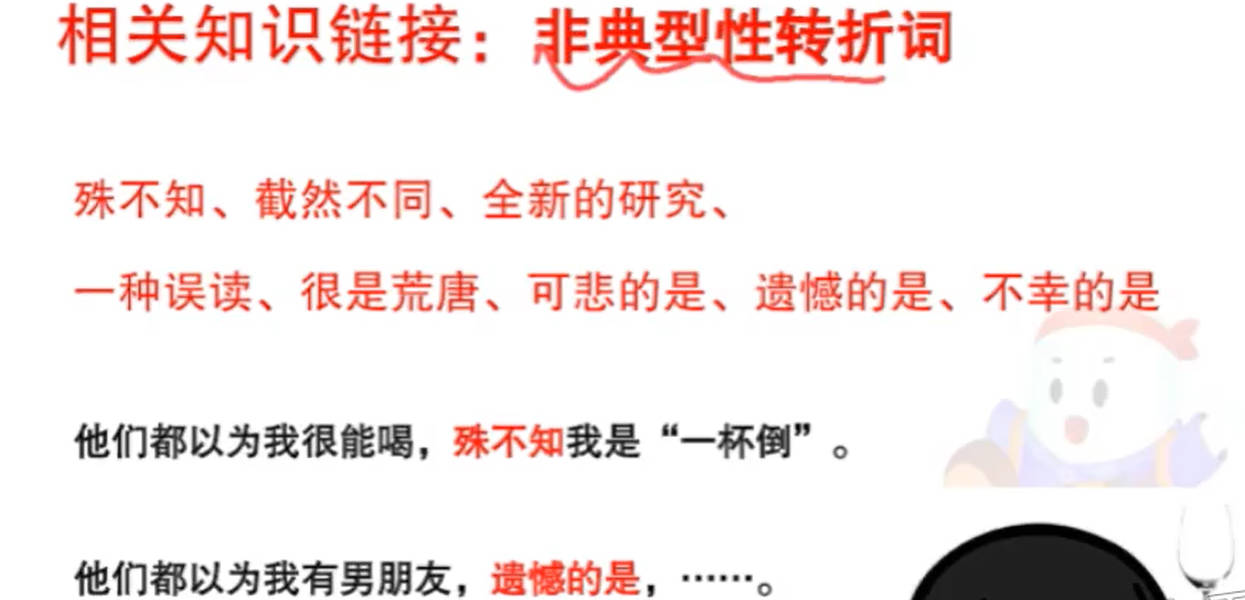 相关知识链接：非典型性转折词
殊不知、截然不同、全新的研究、
一种误读、很是荒唐、可悲的是、遗憾的是、不幸的是
他们都以为我很能喝，殊不知我是“一杯倒”。
他们都以为我有男朋友，遗憾的是，……。